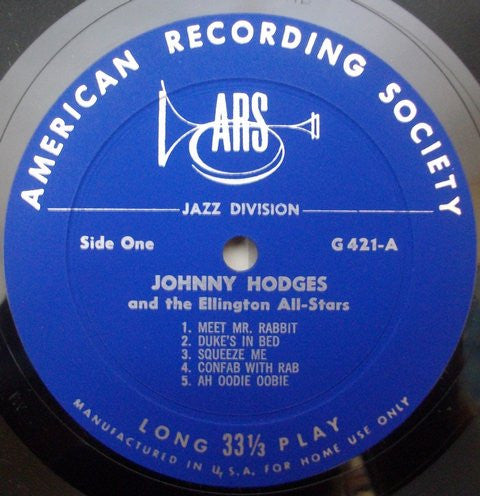 AMERICAN RECORDING SOCIETY
ARS
JAZZ DIVISION
Side One
G 421-A
JOHNNY HODGES
and the Ellington All-Stars
1. MEET MR. RABBIT
2. DUKE'S IN BED
3. SQUEEZE ME
4. CONFAB WITH RAB
5. AH OODIE OOBIE
LONG 33⅓ PLAY
MANUFACTURED IN U.S.A. FOR HOME USE ONLY